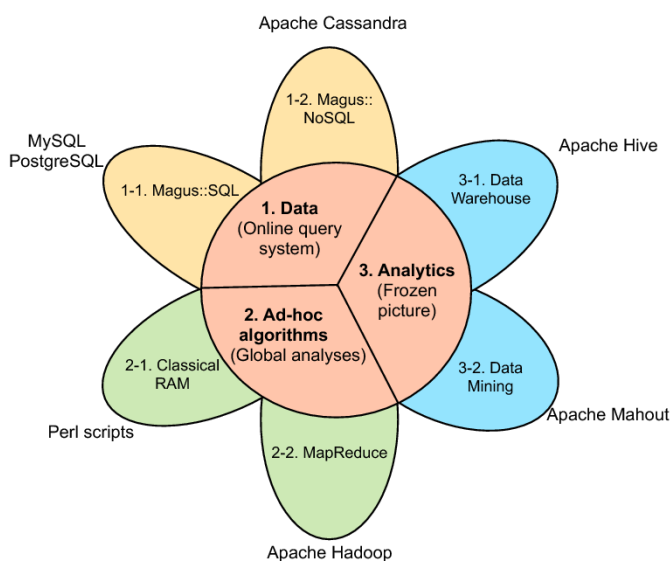 Apache Cassandra
1-2. Magus::
NoSQL
MySQL
PostgreSQL
1-1. Magus::SQL
Apache Hive
3-1. Data
Warehouse
1. Data
(Online query
system)
3. Analytics
(Frozen
picture)
2. Ad-hoc
algorithms
(Global analyses)
2-1. Classical
RAM
3-2. Data
Mining
Perl scripts
Apache Mahout
2-2. MapReduce
Apache Hadoop